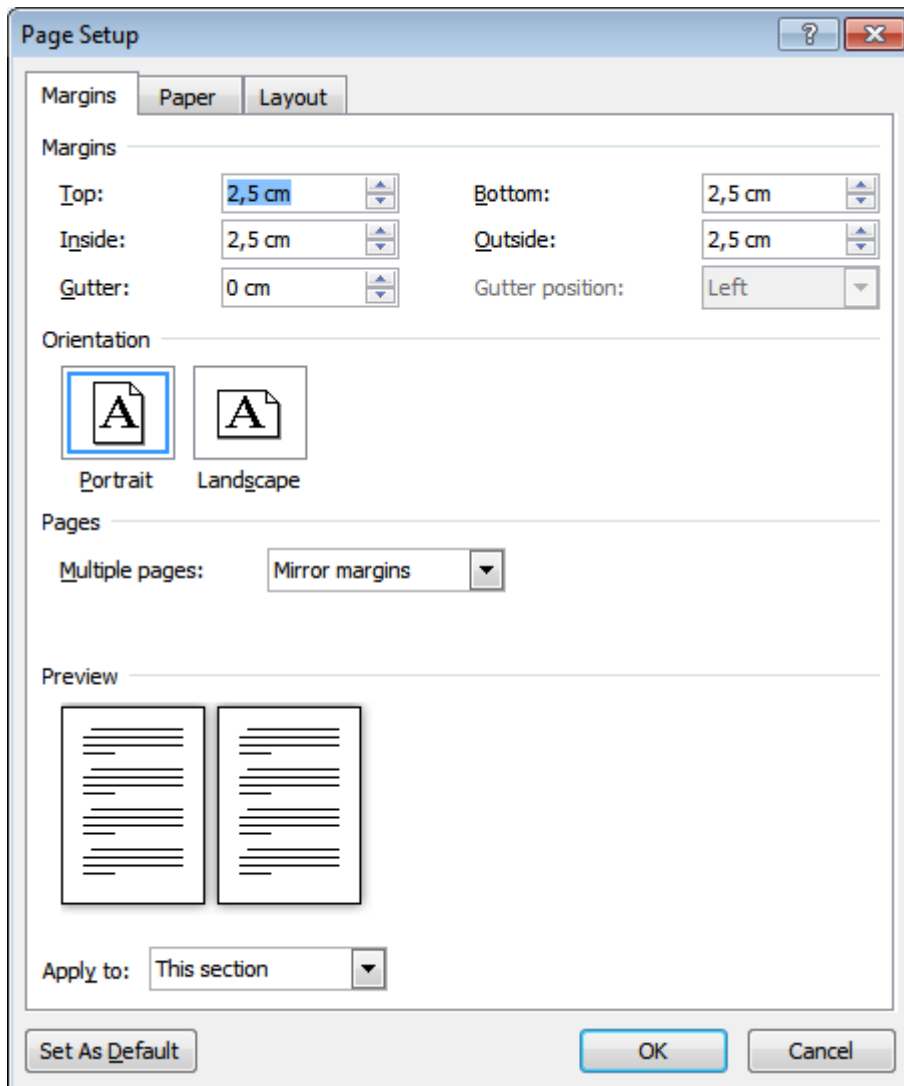 Page Setup
Margins Paper Layout
Margins
Top: 2,5 cm Bottom: 2,5 cm
Inside: 2,5 cm Outside: 2,5 cm
Gutter: 0 cm Gutter position: Left
Orientation
A A
Portrait Landscape
Pages
Multiple pages: Mirror margins
Preview
Apply to: This section
Set As Default OK Cancel